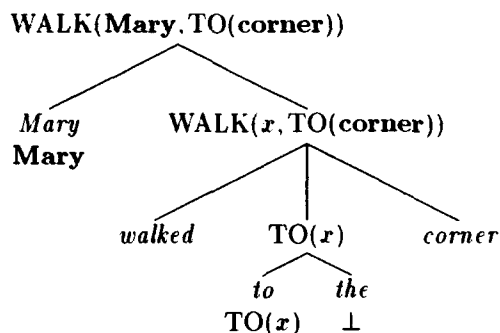 WALK(Mary, TO(corner))
Mary WALK(x, TO(corner))
Mary
walked TO(x) corner
to the
TO(x) ⊥